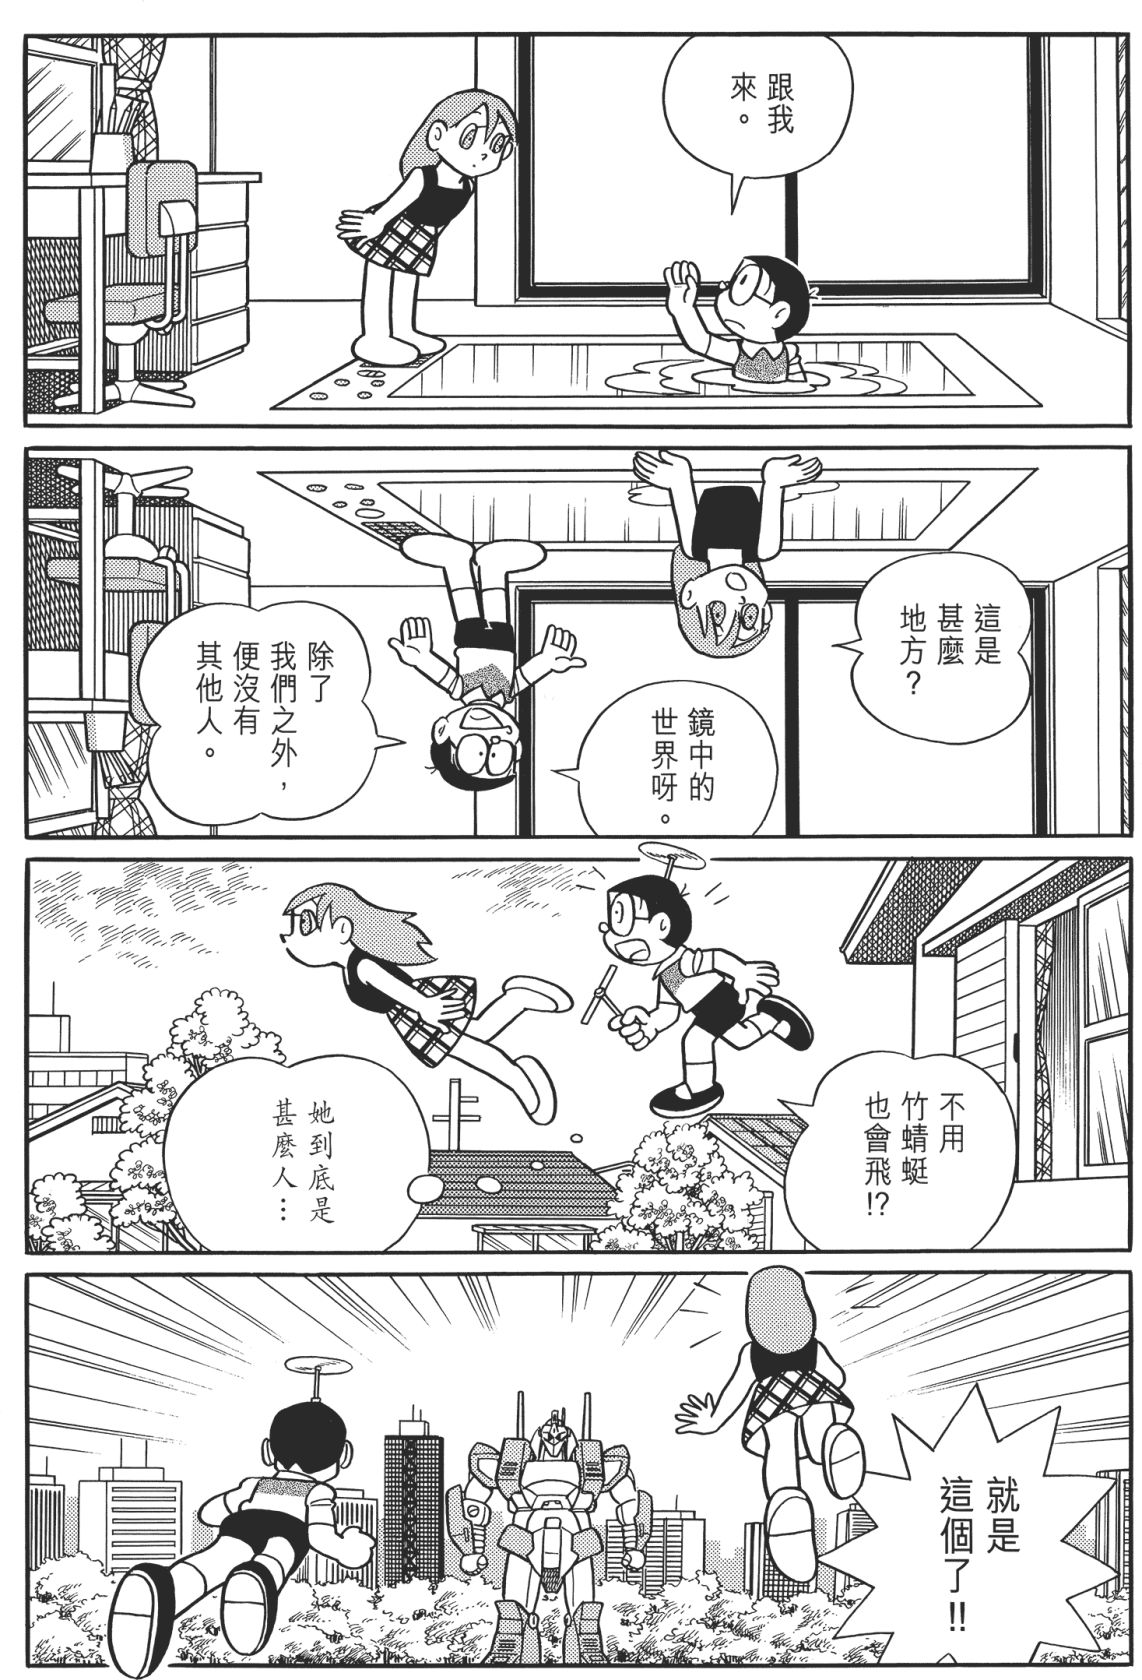 跟我
來。
這是
甚麼
地方?
鏡中的
世界呀。
除了
我們之外,
便沒有
其他人。
不用
竹蜻蜓
也會飛!?
她到底是
甚麼人…
就是
這個了!!